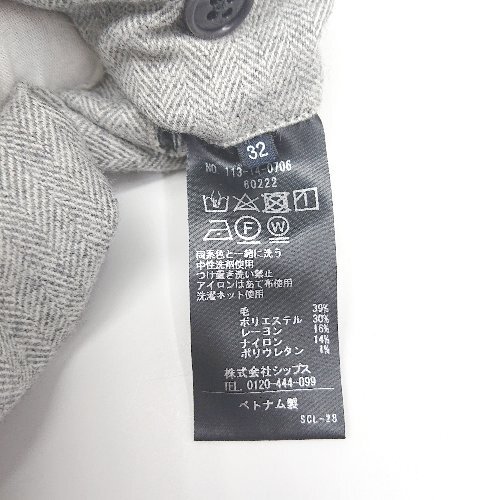 32
NO. 113-14-0706
60222
同素色と一緒に洗う
中性洗剤使用
つけ置き洗い禁止
アイロンはあて布使用
洗濯ネット使用
毛 39%
ポリエステル 30%
レーヨン 16%
ナイロン 14%
ポリウレタン 1%
株式会社シップス
TEL. 0120-444-099
ベトナム製
SCL-28